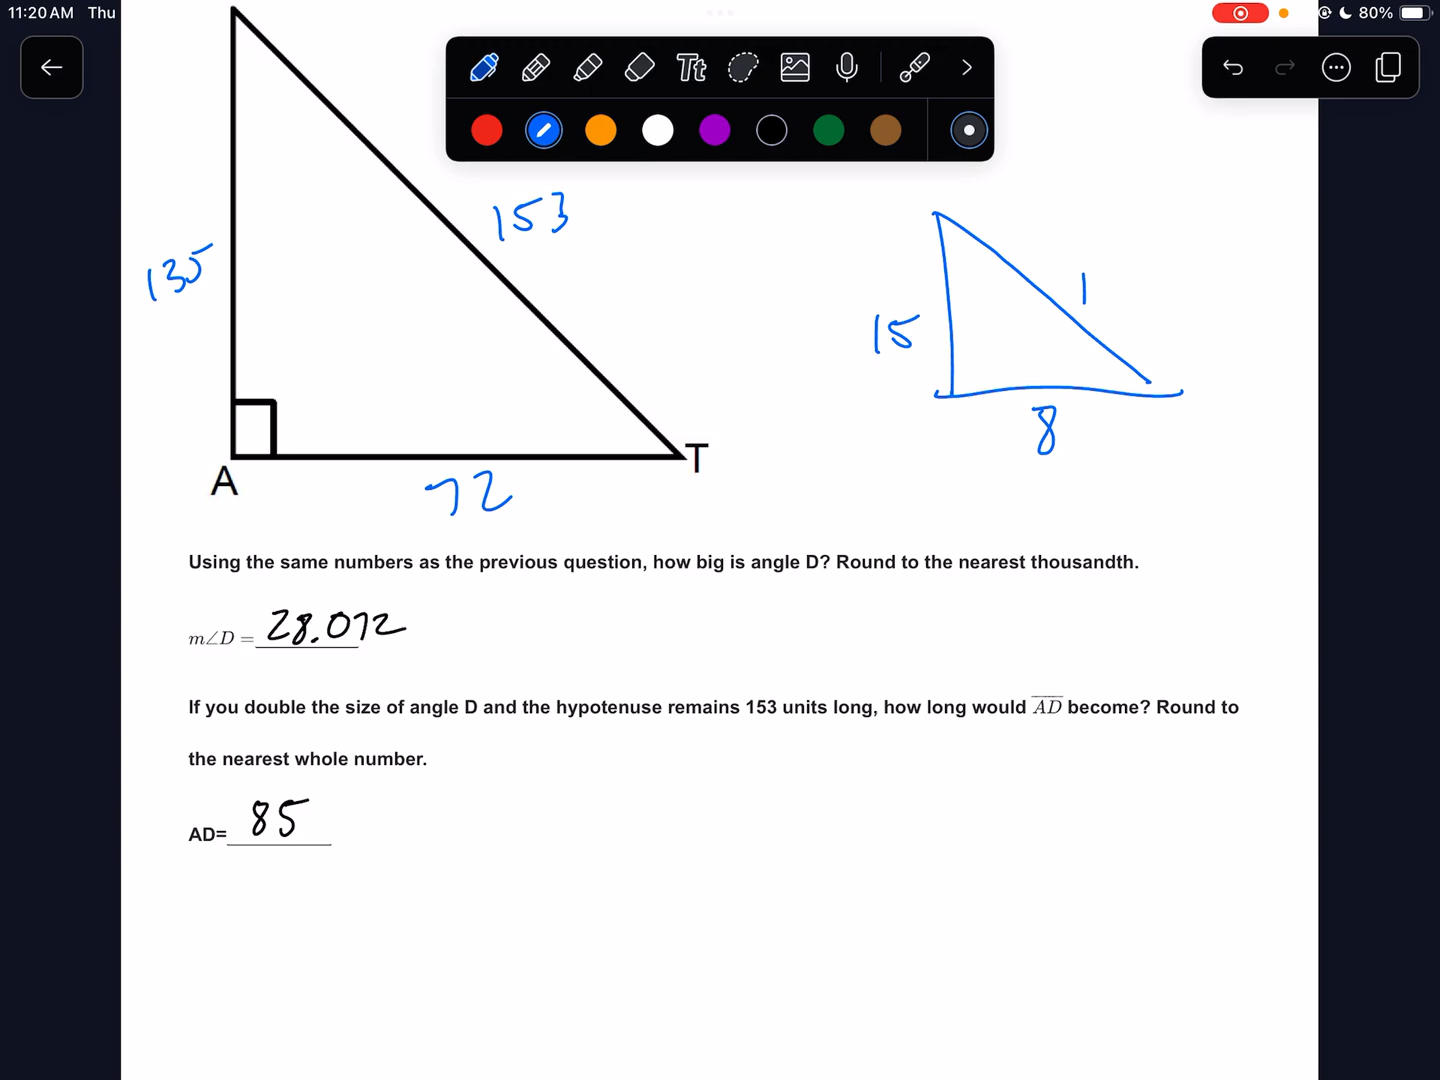 11:20 AM Thu
80%
Tt
153
135
15
1
8
A
T
72
Using the same numbers as the previous question, how big is angle D? Round to the nearest thousandth.
m∠D = 28.072
If you double the size of angle D and the hypotenuse remains 153 units long, how long would AD become? Round to
the nearest whole number.
AD= 85